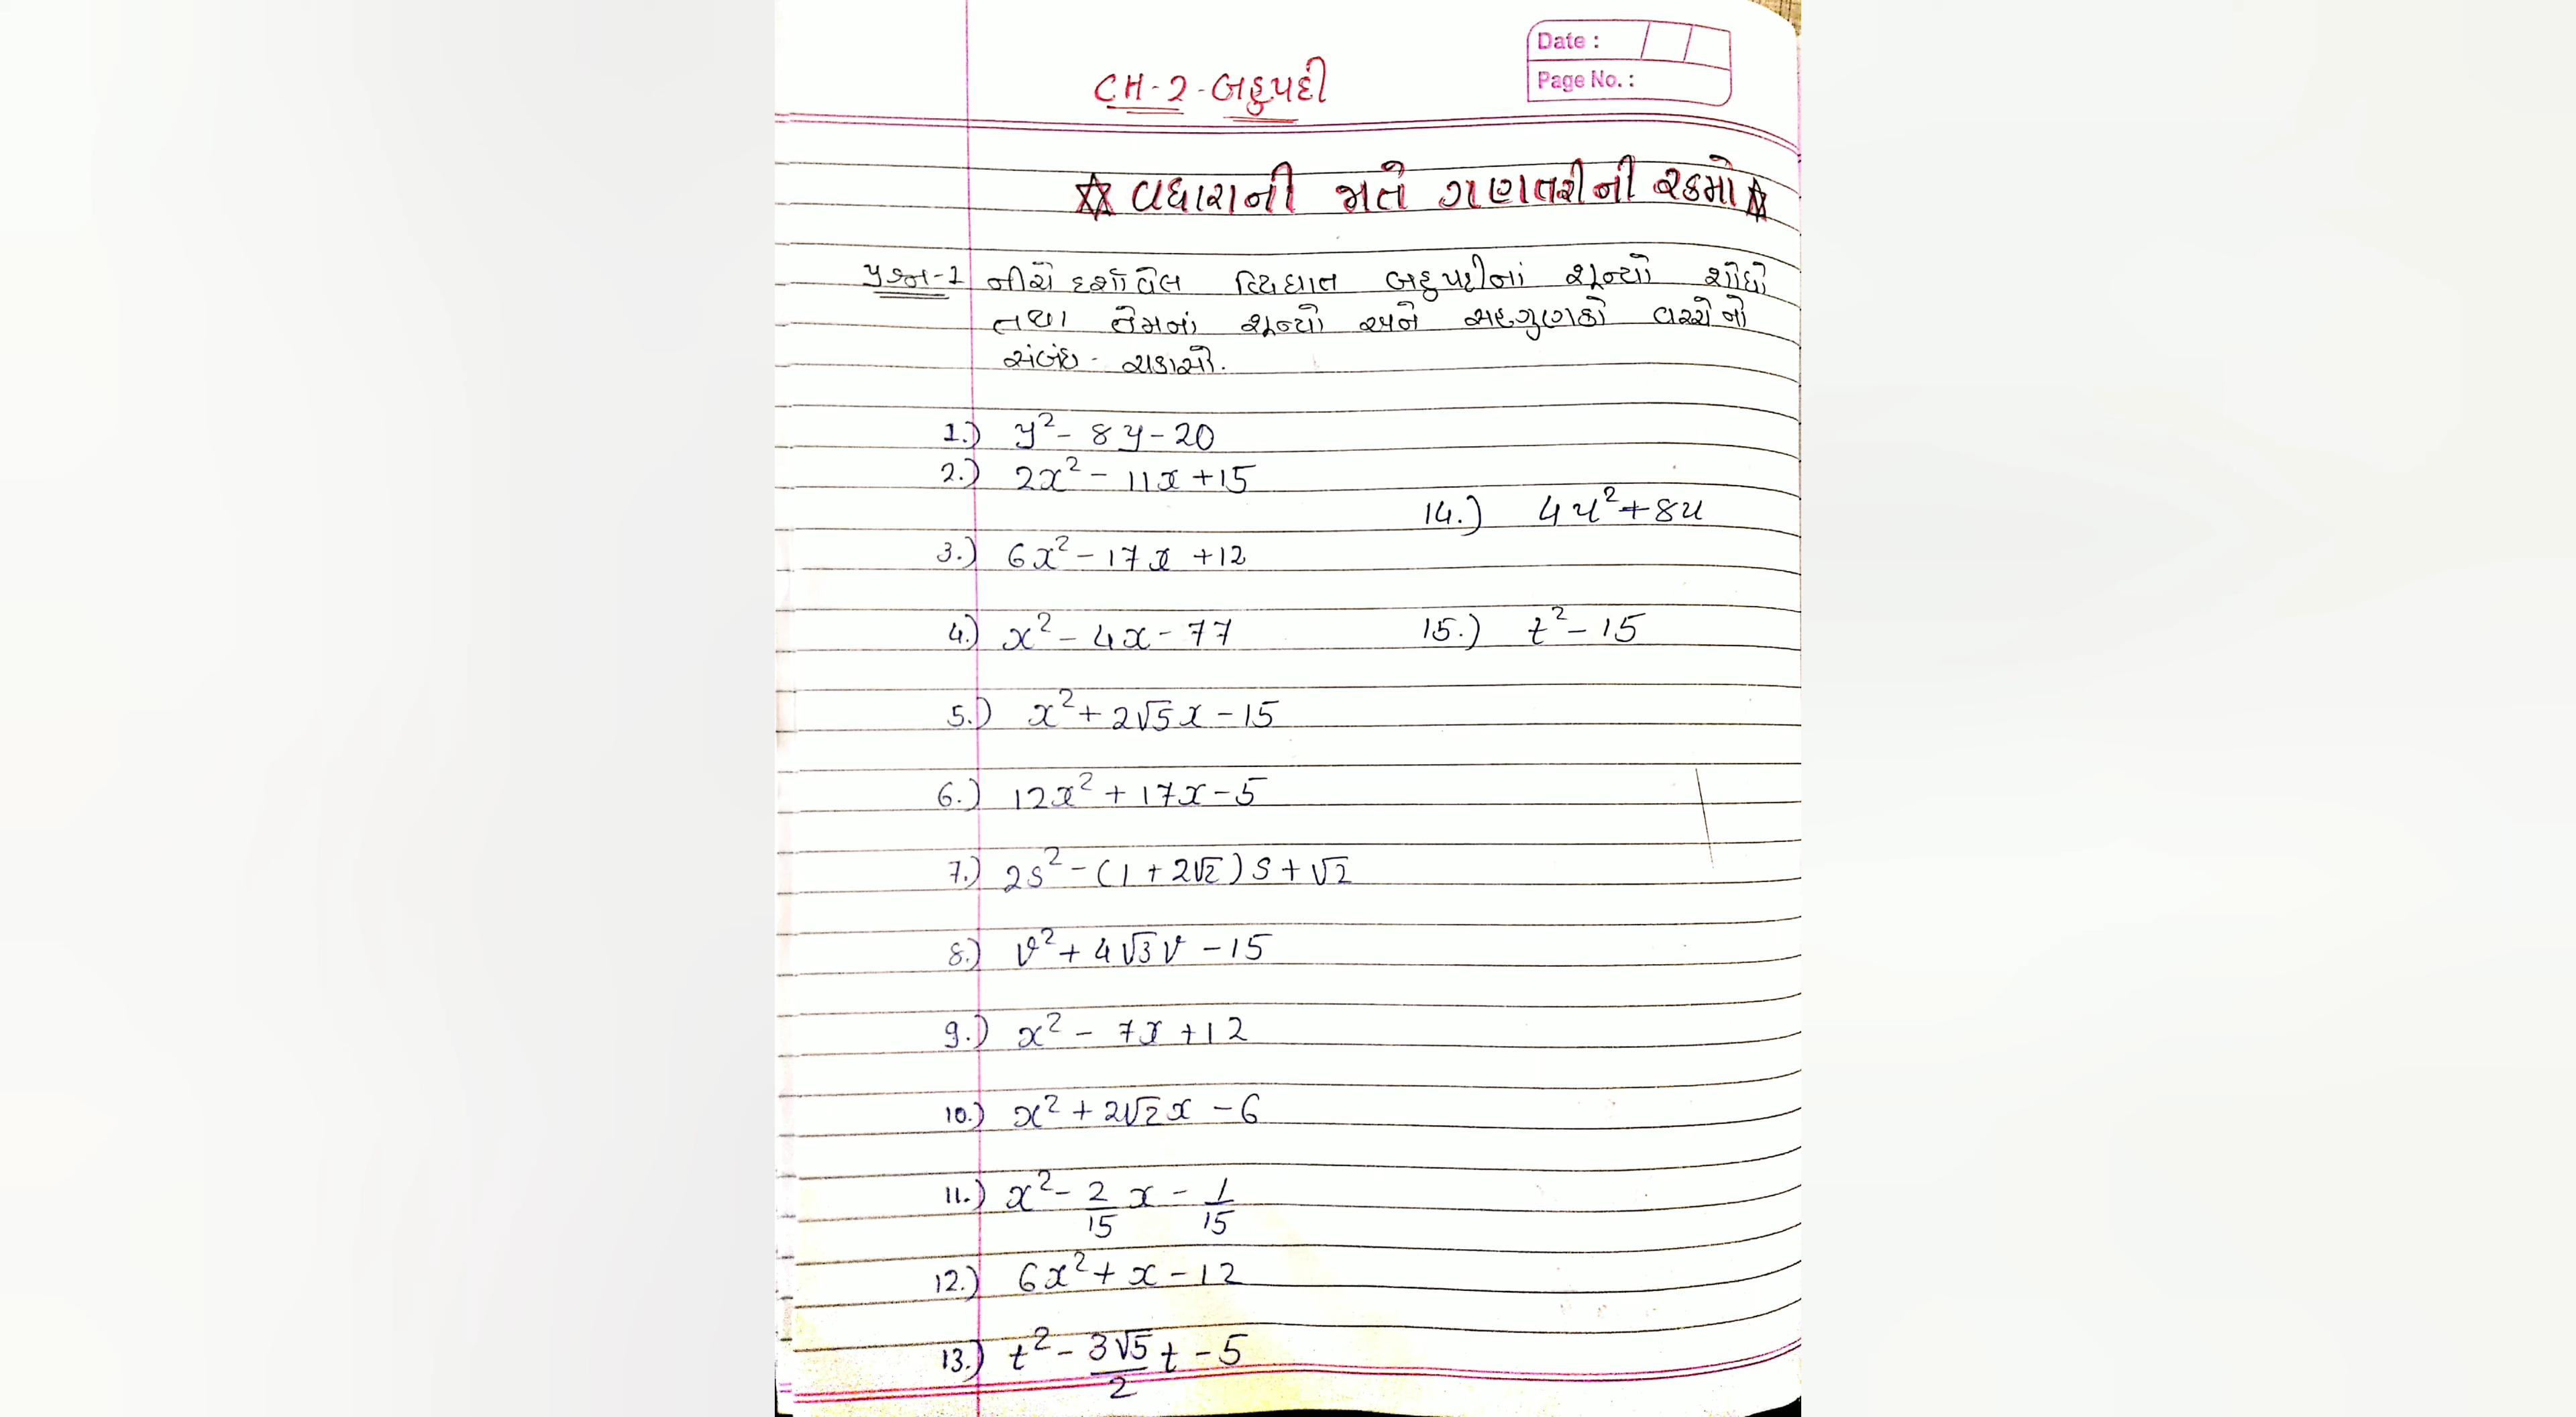 Date :
Page No. :
CH-2-બહુપદી
વધારાની મતે ગણતરીની રકમો
પ્રશ્ન-1 નીચે દર્શાવેલ દ્વિઘાત બહુપદીનાં શૂન્યો શોધો
તથા તેમનાં શૂન્યો અને સહગુણકો વચ્ચેનો
સંબંધ ચકાસો.
1.) y² - 8y - 20
2.) 2x² - 11x + 15
14.) 4u² + 8u
3.) 6x² - 17x + 12
4.) x² - 4x - 77
15.) t² - 15
5.) x² + 2√5x - 15
6.) 12x² + 17x - 5
7.) 2s² - (1 + 2√2)s + √2
8.) v² + 4√3v - 15
9.) x² - 7x + 12
10.) x² + 2√2x - 6
11.) x² - 2/15 x - 1/15
12.) 6x² + x - 12
13.) t² - 3√5/2 t - 5